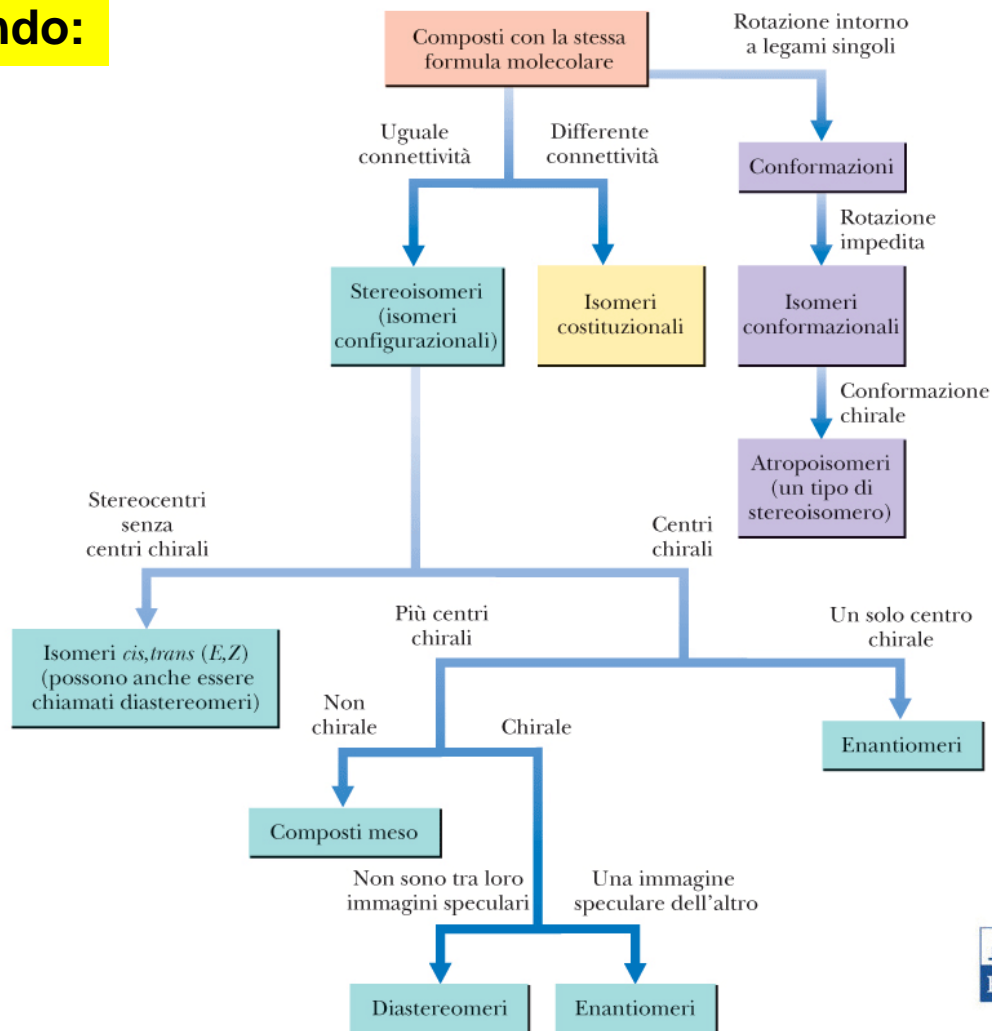 ndo:
Composti con la stessa
formula molecolare
Rotazione intorno
a legami singoli
Uguale
connettività
Differente
connettività
Conformazioni
Rotazione
impedita
Stereoisomeri
(isomeri
configurazionali)
Isomeri
costituzionali
Isomeri
conformazionali
Conformazione
chirale
Atropoisomeri
(un tipo di
stereoisomero)
Stereocentri
senza
centri chirali
Centri
chirali
Isomeri cis,trans (E,Z)
(possono anche essere
chiamati diastereomeri)
Più centri
chirali
Un solo centro
chirale
Non
chirale
Chirale
Enantiomeri
Composti meso
Non sono tra loro
immagini speculari
Una immagine
speculare dell'altro
Diastereomeri
Enantiomeri